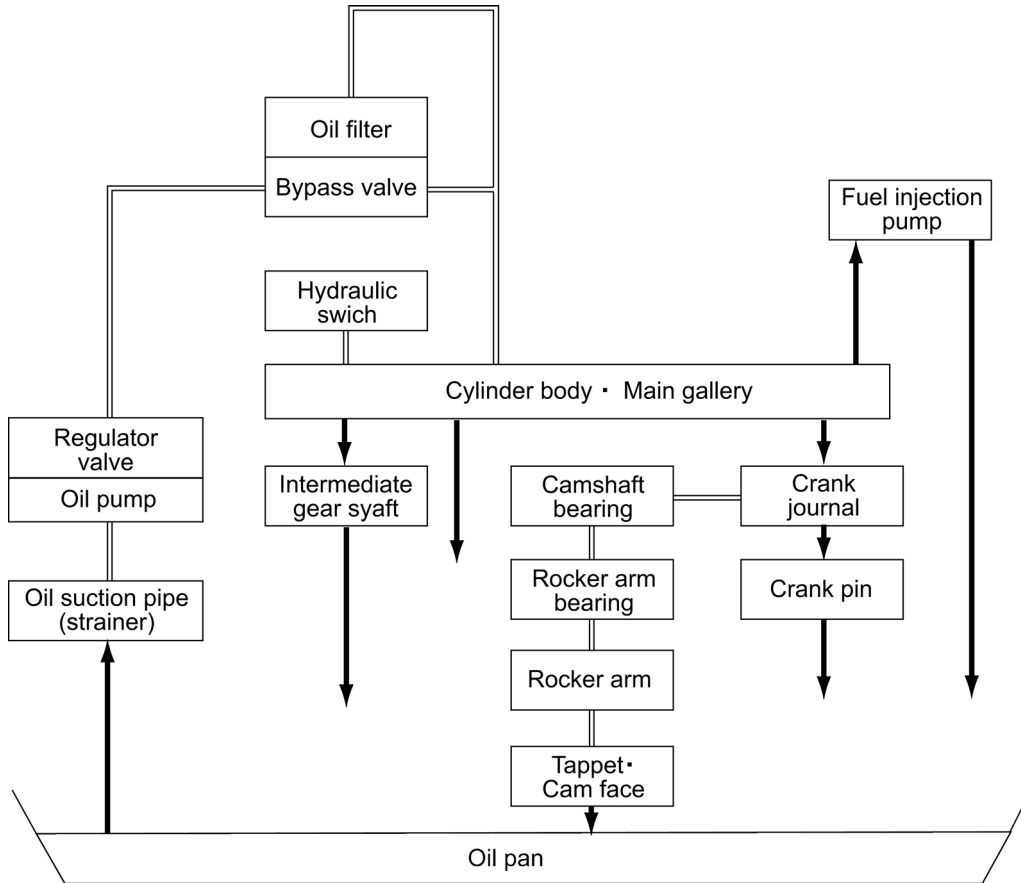 Oil filter
Bypass valve
Fuel injection
pump
Hydraulic
swich
Cylinder body・ Main gallery
Regulator
valve
Oil pump
Intermediate
gear syaft
Camshaft
bearing
Crank
journal
Oil suction pipe
(strainer)
Rocker arm
bearing
Crank pin
Rocker arm
Tappet・
Cam face
Oil pan